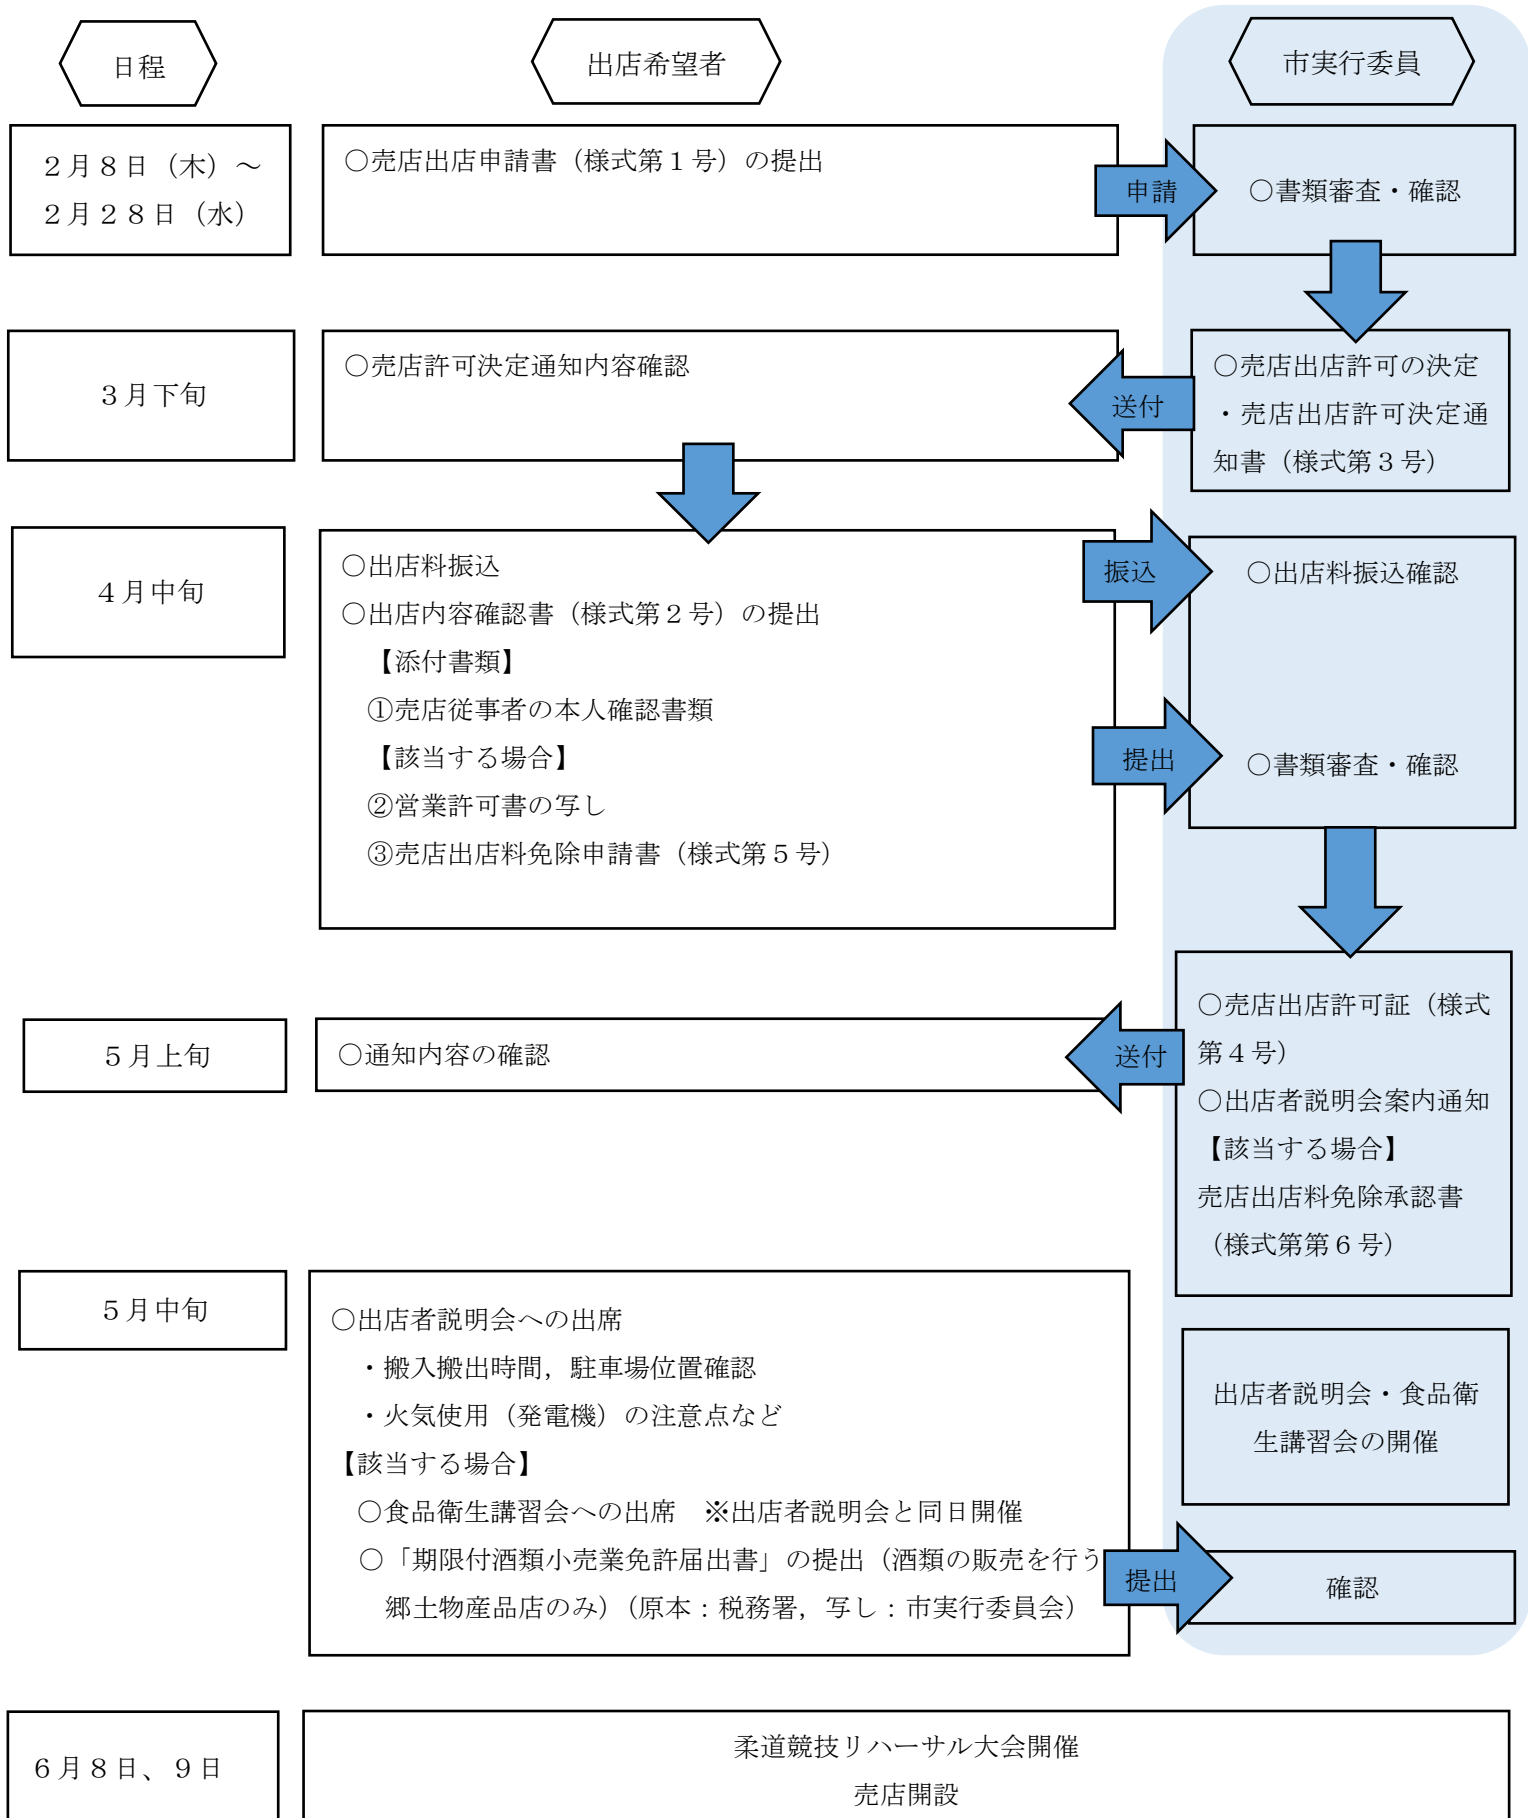 日程
出店希望者
市実行委員
２月８日（木）～
２月２８日（水）
○売店出店申請書（様式第１号）の提出
申請
○書類審査・確認
３月下旬
○売店許可決定通知内容確認
送付
○売店出店許可の決定
・売店出店許可決定通
知書（様式第３号）
４月中旬
○出店料振込
○出店内容確認書（様式第２号）の提出
【添付書類】
①売店従事者の本人確認書類
【該当する場合】
②営業許可書の写し
③売店出店料免除申請書（様式第５号）
振込
○出店料振込確認
提出
○書類審査・確認
５月上旬
○通知内容の確認
送付
○売店出店許可証（様式
第４号）
○出店者説明会案内通知
【該当する場合】
売店出店料免除承認書
（様式第第６号）
５月中旬
○出店者説明会への出席
・搬入搬出時間，駐車場位置確認
・火気使用（発電機）の注意点など
【該当する場合】
○食品衛生講習会への出席　※出店者説明会と同日開催
○「期限付酒類小売業免許届出書」の提出（酒類の販売を行う
郷土物産品店のみ）（原本：税務署，写し：市実行委員会）
出店者説明会・食品衛
生講習会の開催
提出
確認
６月８日、９日
柔道競技リハーサル大会開催
売店開設